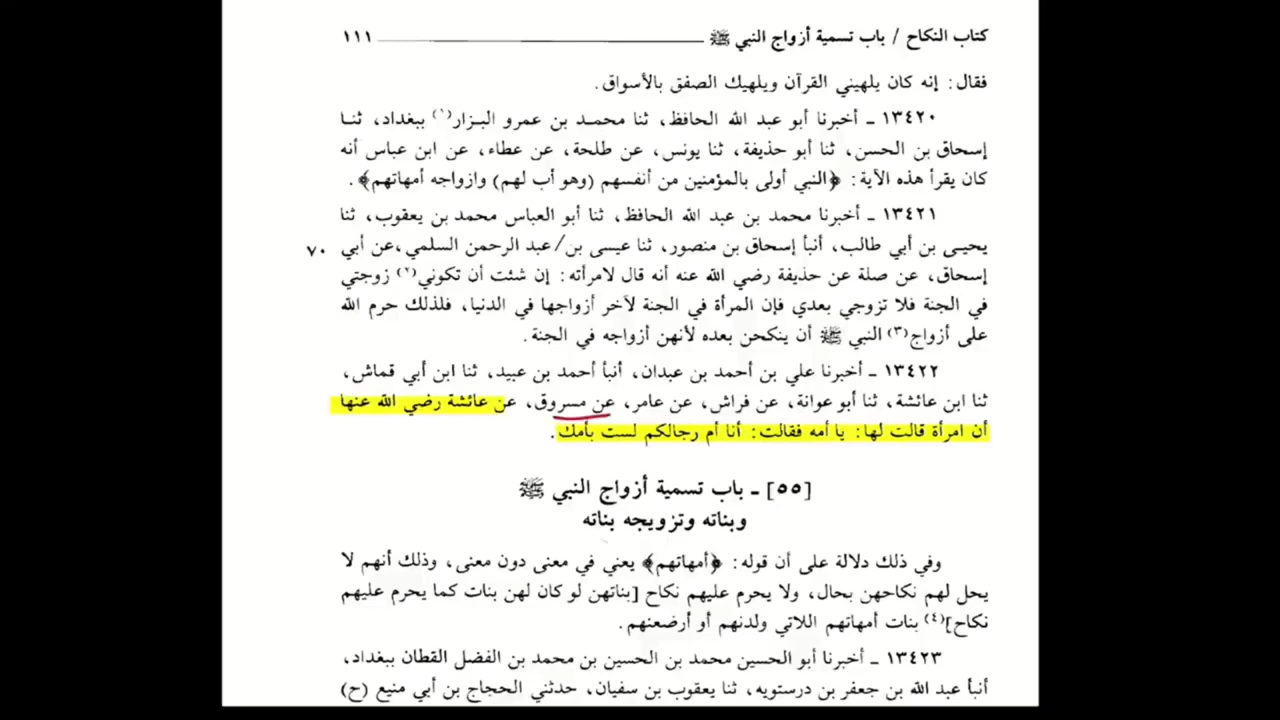 كتاب النكاح / باب تسمية أزواج النبي ﷺ ١١١
فقال: إنه كان يلهيني القرآن ويلهيك الصفق بالأسواق.
١٣٤٢٠ ـ أخبرنا أبو عبد الله الحافظ، ثنا محمد بن عمرو البزار(١) ببغداد، ثنا
إسحاق بن الحسن، ثنا أبو حذيفة، ثنا يونس، عن طلحة، عن عطاء، عن ابن عباس أنه
كان يقرأ هذه الآية: ﴿النبي أولى بالمؤمنين من أنفسهم (وهو أب لهم) وازواجه أمهاتهم﴾.
١٣٤٢١ ـ أخبرنا محمد بن عبد الله الحافظ، ثنا أبو العباس محمد بن يعقوب، ثنا
يحيى بن أبي طالب، أنبأ إسحاق بن منصور، ثنا عيسى بن/ عبد الرحمن السلمي، عن أبي ٧٠
إسحاق، عن صلة عن حذيفة رضي الله عنه أنه قال لامرأته: إن شئت أن تكوني(٢) زوجتي
في الجنة فلا تزوجي بعدي فإن المرأة في الجنة لآخر أزواجها في الدنيا، فلذلك حرم الله
على أزواج(٣) النبي ﷺ أن ينكحن بعده لأنهن أزواجه في الجنة.
١٣٤٢٢ ـ أخبرنا علي بن أحمد بن عبدان، أنبأ أحمد بن عبيد، ثنا ابن أبي قماش،
ثنا ابن عائشة، ثنا أبو عوانة، عن فراش، عن عامر، عن مسروق، عن عائشة رضي الله عنها
أن امرأة قالت لها: يا أمه فقالت: أنا أم رجالكم لست بأمك.
[٥٥] ـ باب تسمية أزواج النبي ﷺ
وبناته وتزويجه بناته
وفي ذلك دلالة على أن قوله: ﴿أمهاتهم﴾ يعني في معنى دون معنى، وذلك أنهم لا
يحل لهم نكاحهن بحال، ولا يحرم عليهم نكاح [بناتهن لو كان لهن بنات كما يحرم عليهم
نكاح](٤) بنات أمهاتهم اللاتي ولدنهم أو أرضعنهم.
١٣٤٢٣ ـ أخبرنا أبو الحسين محمد بن الحسين بن محمد بن الفضل القطان ببغداد،
أنبأ عبد الله بن جعفر بن درستويه، ثنا يعقوب بن سفيان، حدثني الحجاج بن أبي منيع (ح)